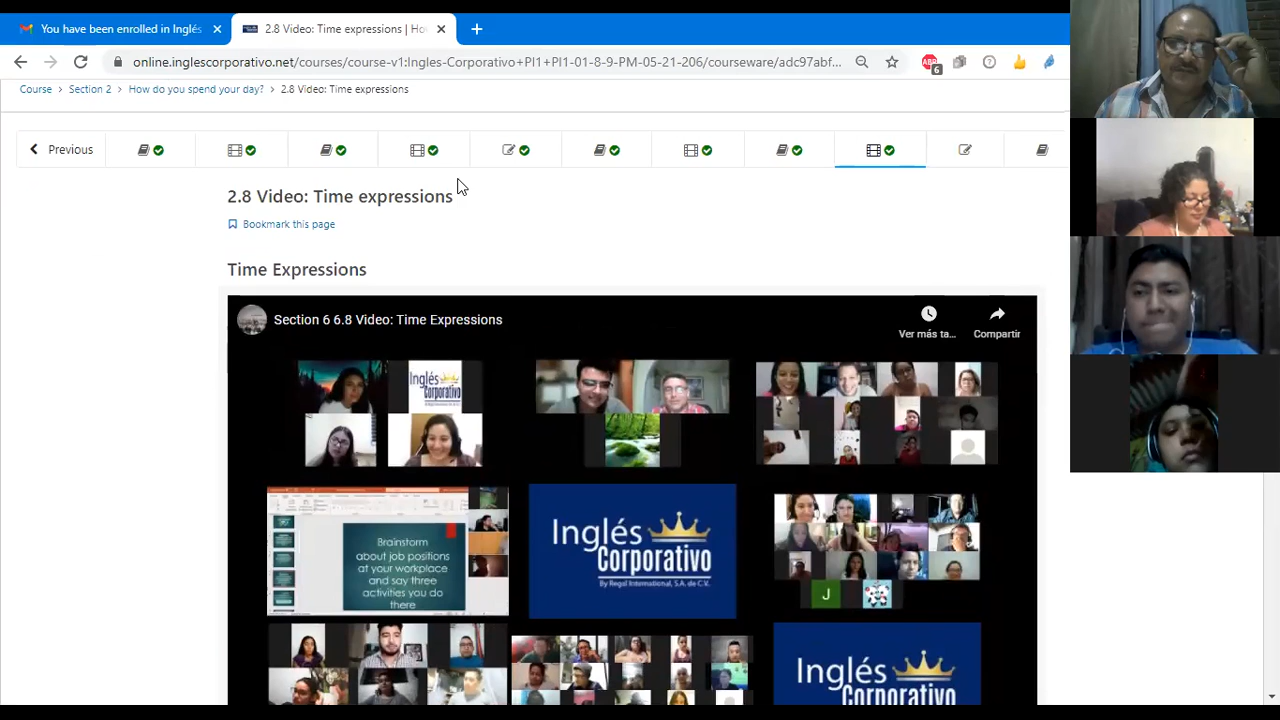 You have been enrolled in Inglés
2.8 Video: Time expressions | Ho
online.inglescorporativo.net/courses/course-v1:Ingles-Corporativo+PI1+PI1-01-8-9-PM-05-21-206/courseware/adc97abf...
ABP
6
Course > Section 2 > How do you spend your day? > 2.8 Video: Time expressions
Previous
2.8 Video: Time expressions
Bookmark this page
Time Expressions
Section 6 6.8 Video: Time Expressions
Ver más ta...
Compartir
Inglés
Corporativo
Brainstorm
about job positions
at your workplace
and say three
activities you do
there
Inglés
Corporativo
By Regal International, S.A. de C.V.
J
Inglés
Corporativo